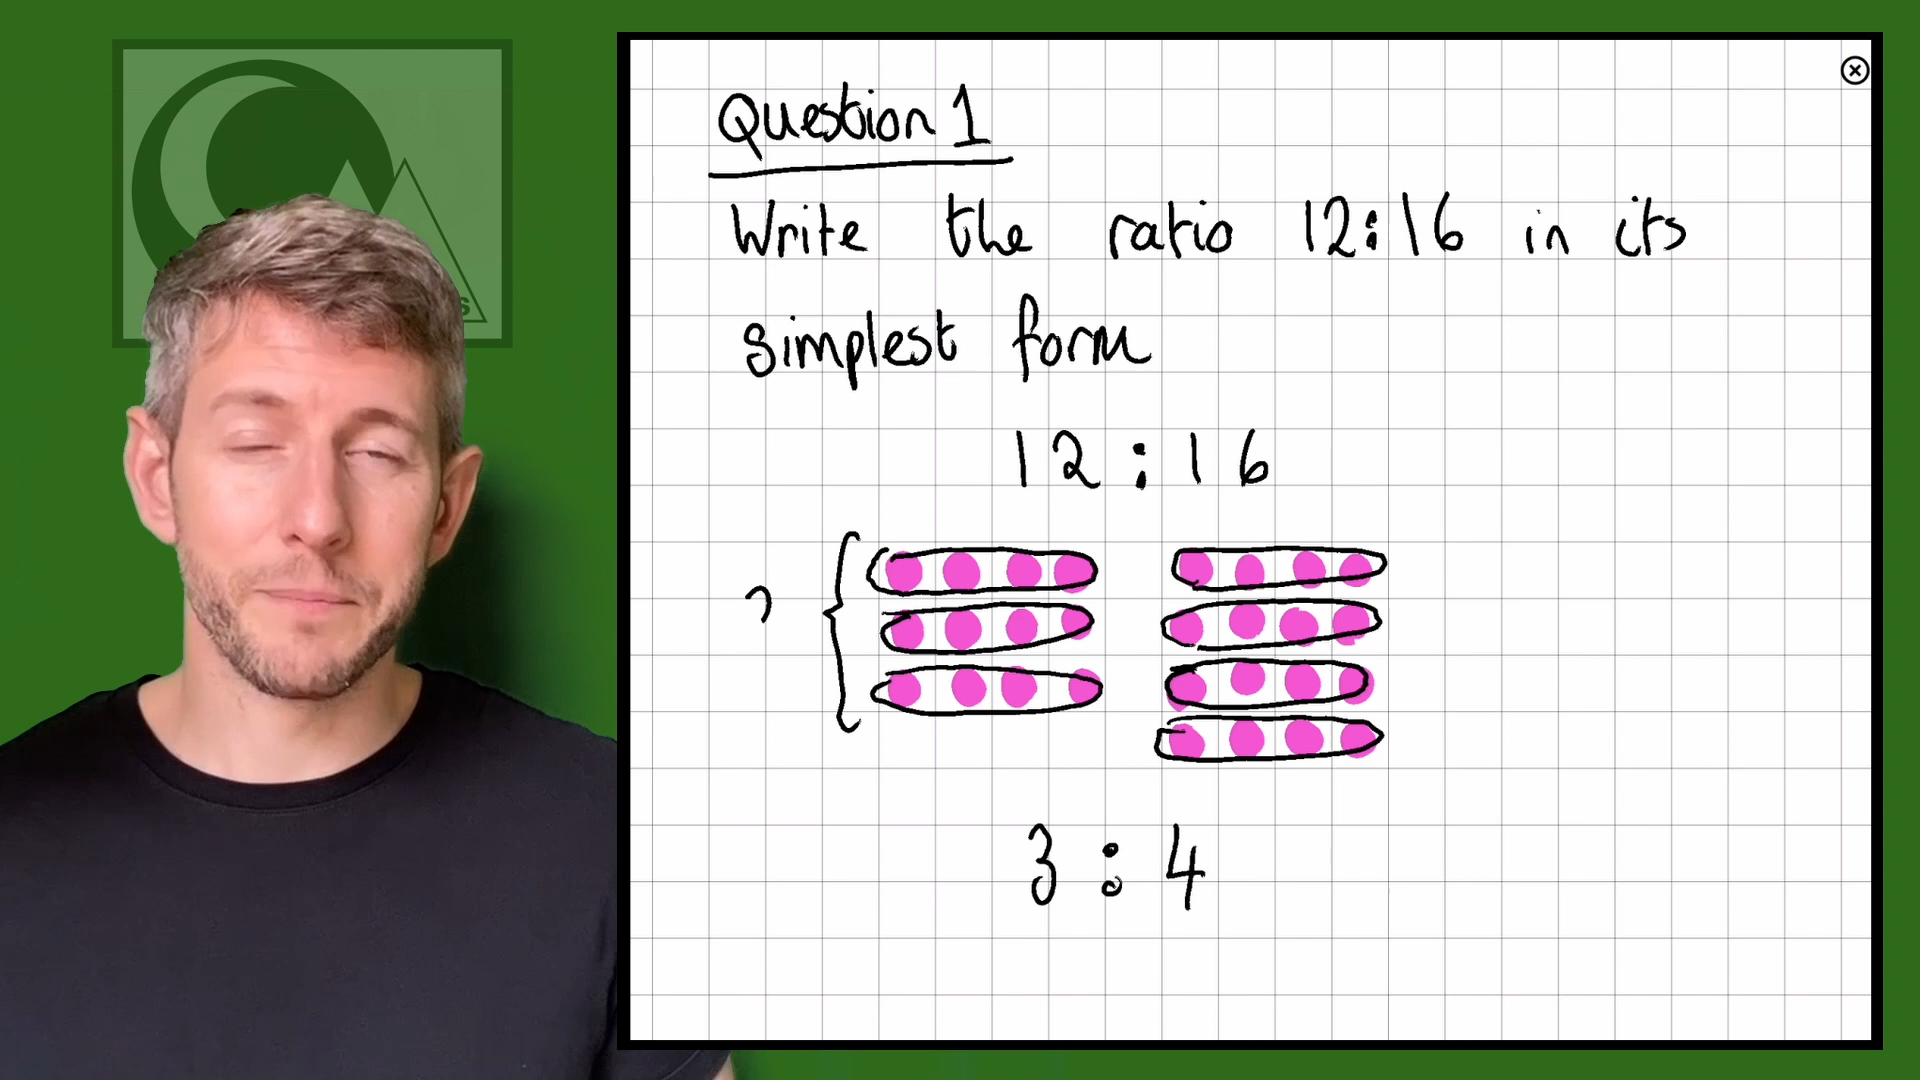 Question 1
Write the ratio 12:16 in its
simplest form
12 : 16
3 : 4